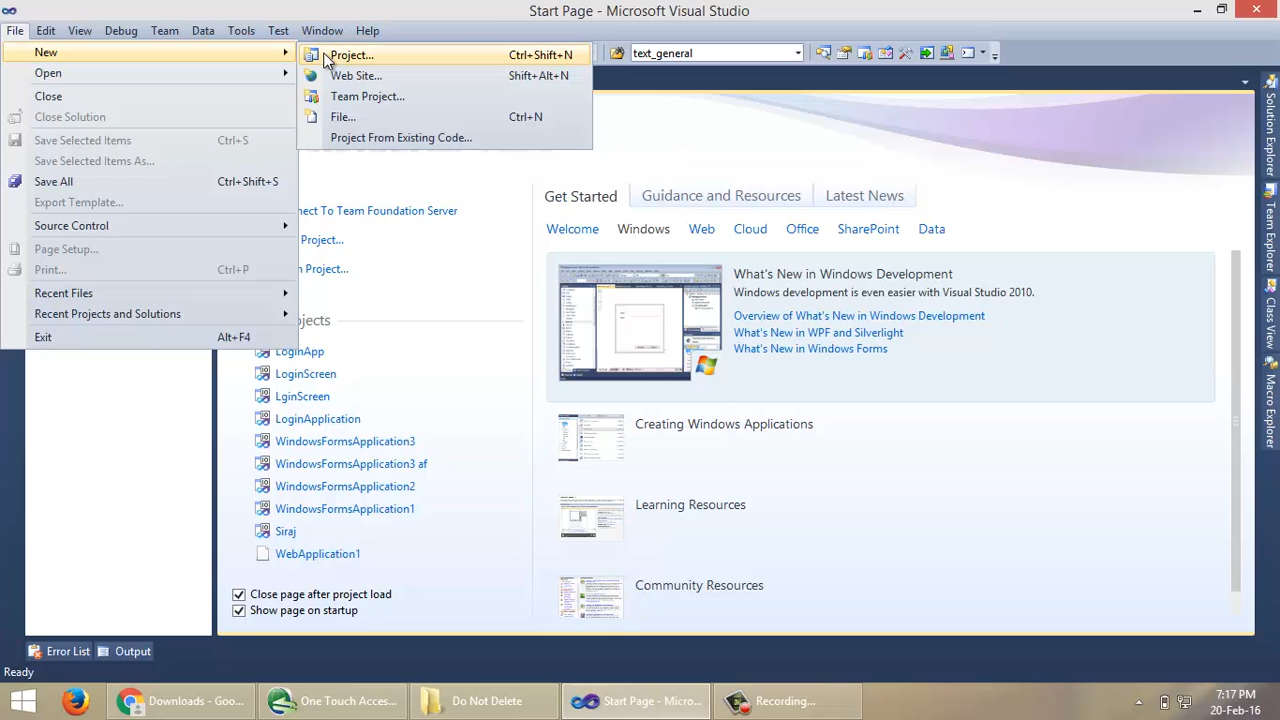 Start Page - Microsoft Visual Studio
File Edit View Debug Team Data Tools Test Window Help
New
Project... Ctrl+Shift+N
text_general
Open
Web Site... Shift+Alt+N
Close
Team Project...
Close Solution
File... Ctrl+N
Save Selected Items Ctrl+S
Project From Existing Code...
Save Selected Items As...
Save All Ctrl+Shift+S
Export Template...
Source Control
Page Setup...
Print... Ctrl+P
Recent Files
Recent Projects and Solutions
Exit Alt+F4
nnect To Team Foundation Server
Project...
n Project...
ojects
LoginApp
LoginScreen
LginScreen
LoginApplication
WindowsFormsApplication3
WindowsFormsApplication3 af
WindowsFormsApplication2
WindowsFormsApplication1
Siraj
WebApplication1
Close page after project load
Show page on startup
Get Started Guidance and Resources Latest News
Welcome Windows Web Cloud Office SharePoint Data
What's New in Windows Development
Windows development is even easier with Visual Studio 2010.
Overview of What's New in Windows Development
What's New in WPF and Silverlight
What's New in Windows Forms
Creating Windows Applications
Learning Resources
Community Resources
Solution Explorer
Team Explorer
Class View
Macro Explorer
Error List Output
Ready
Downloads - Goo... One Touch Acces... Do Not Delete Start Page - Micro... Recording...
7:17 PM
20-Feb-16